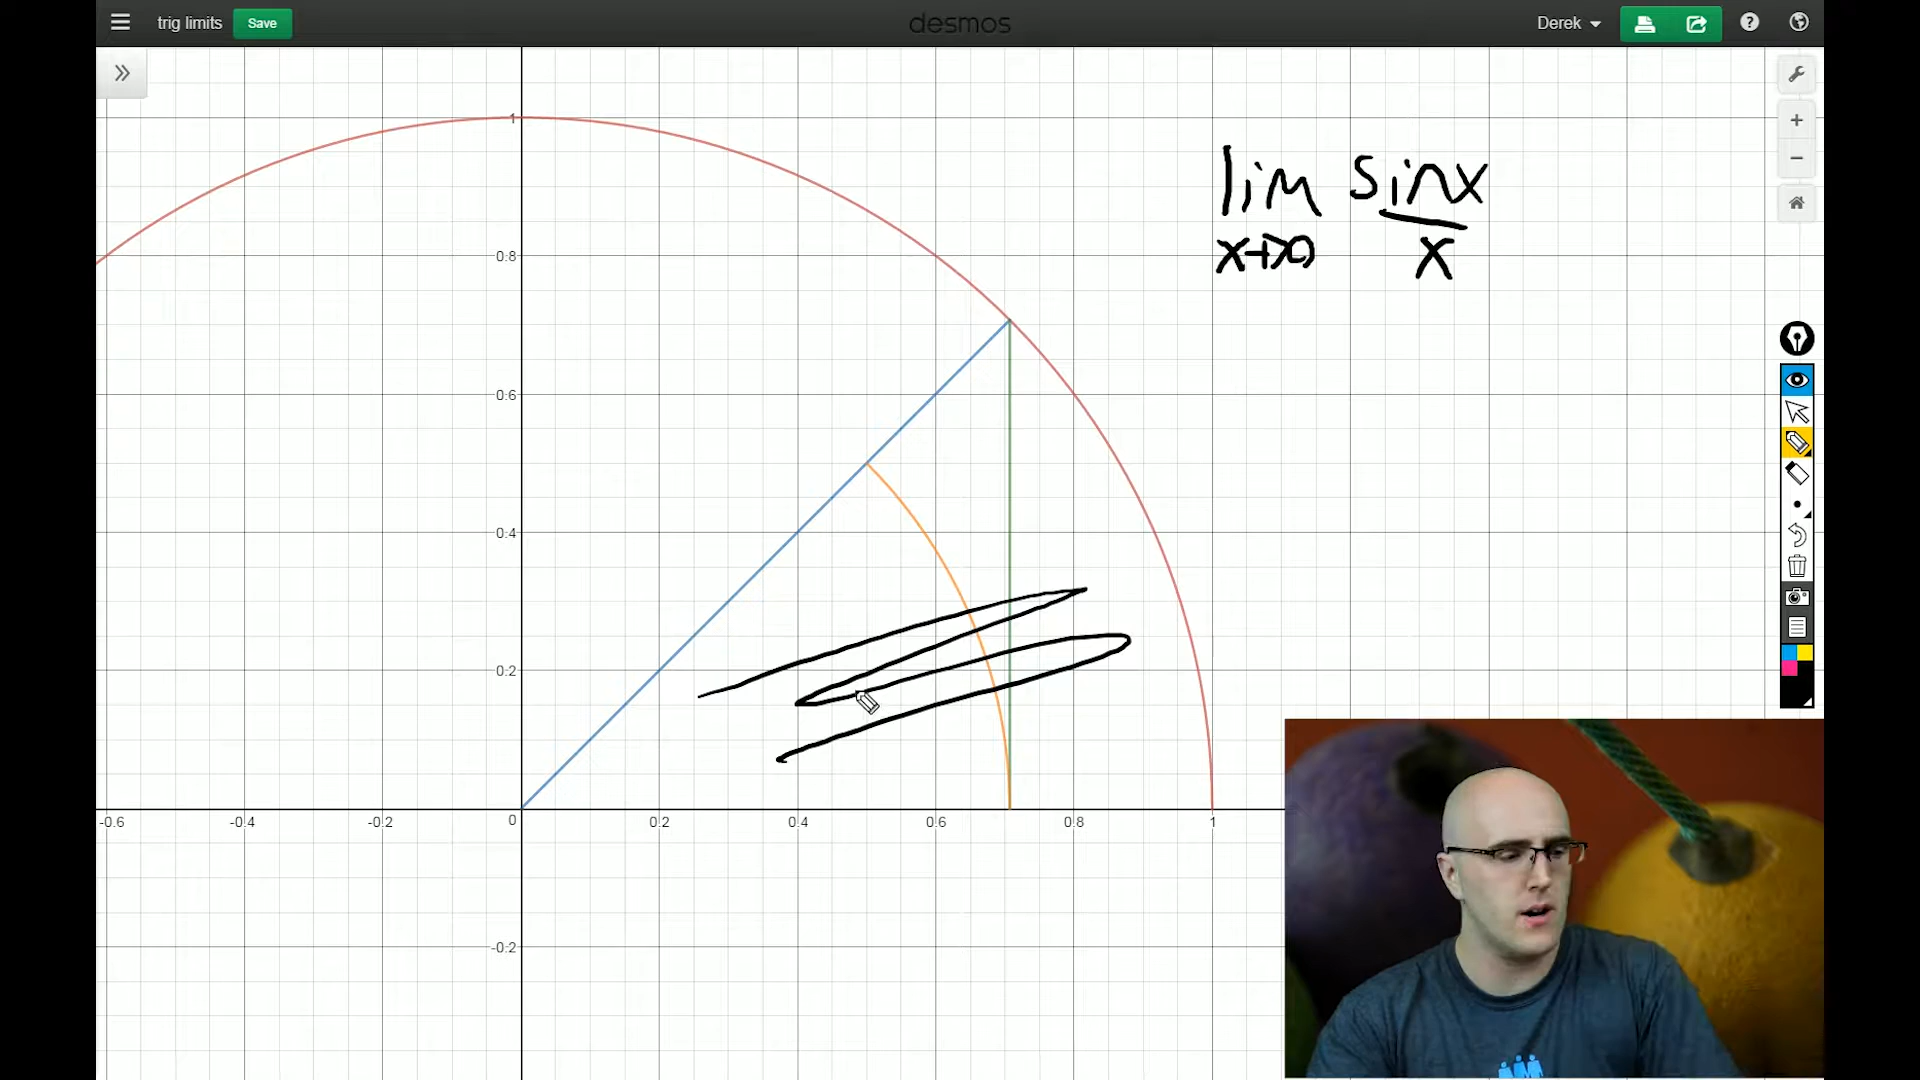 trig limits
Save
desmos
Derek
lim sinx
x→0 x
1
0.8
0.6
0.4
0.2
-0.6 -0.4 -0.2 0 0.2 0.4 0.6 0.8 1
-0.2